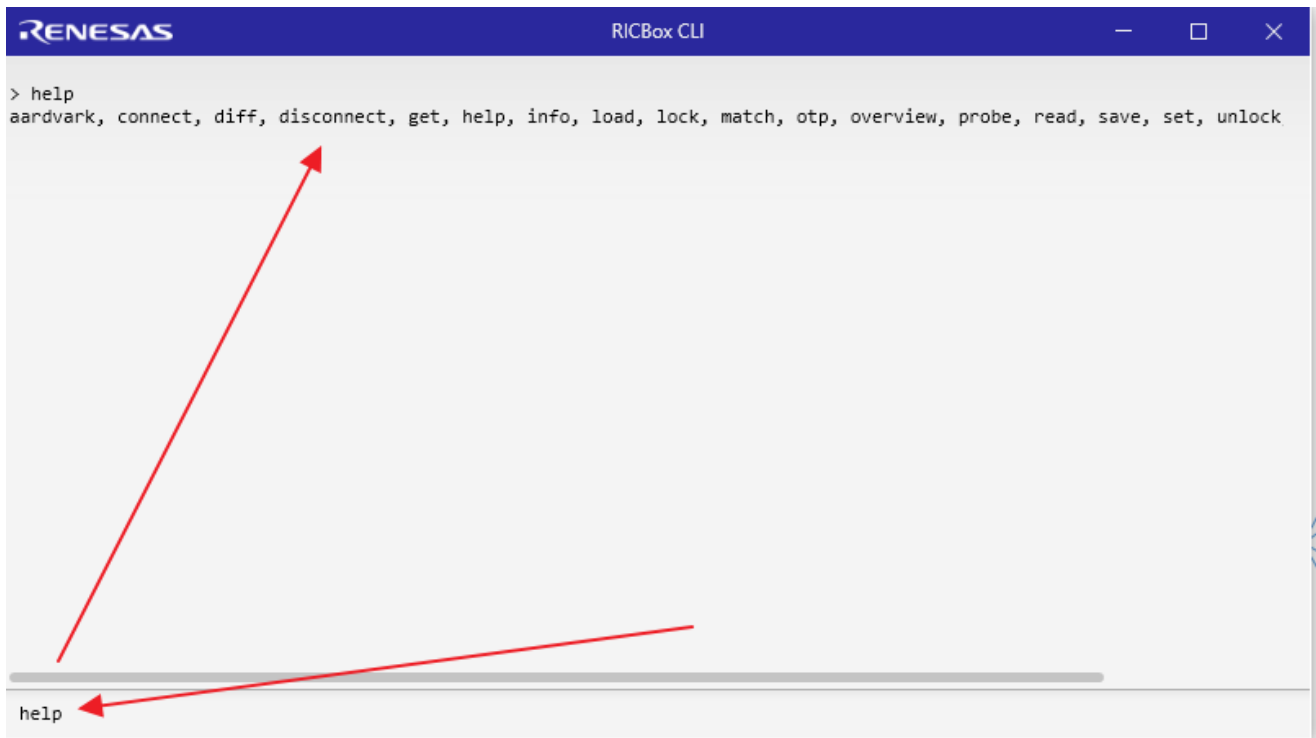 RENESAS
RICBox CLI
> help
aardvark, connect, diff, disconnect, get, help, info, load, lock, match, otp, overview, probe, read, save, set, unlock
help